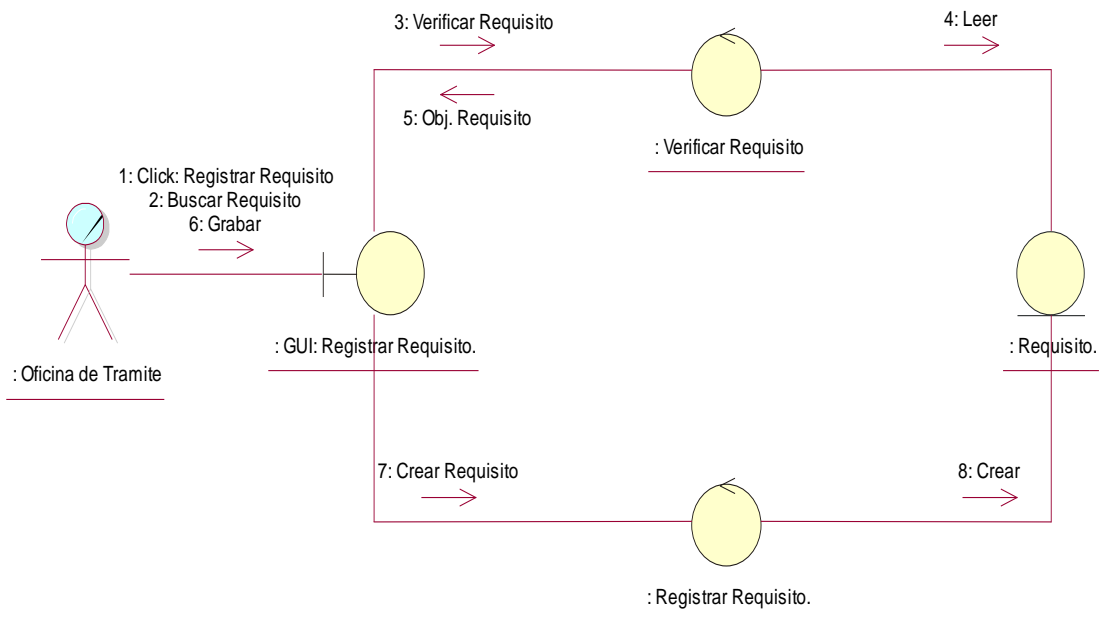 3: Verificar Requisito
4: Leer
5: Obj. Requisito
: Verificar Requisito
1: Click: Registrar Requisito
2: Buscar Requisito
6: Grabar
: GUI: Registrar Requisito.
: Requisito.
: Oficina de Tramite
7: Crear Requisito
8: Crear
: Registrar Requisito.